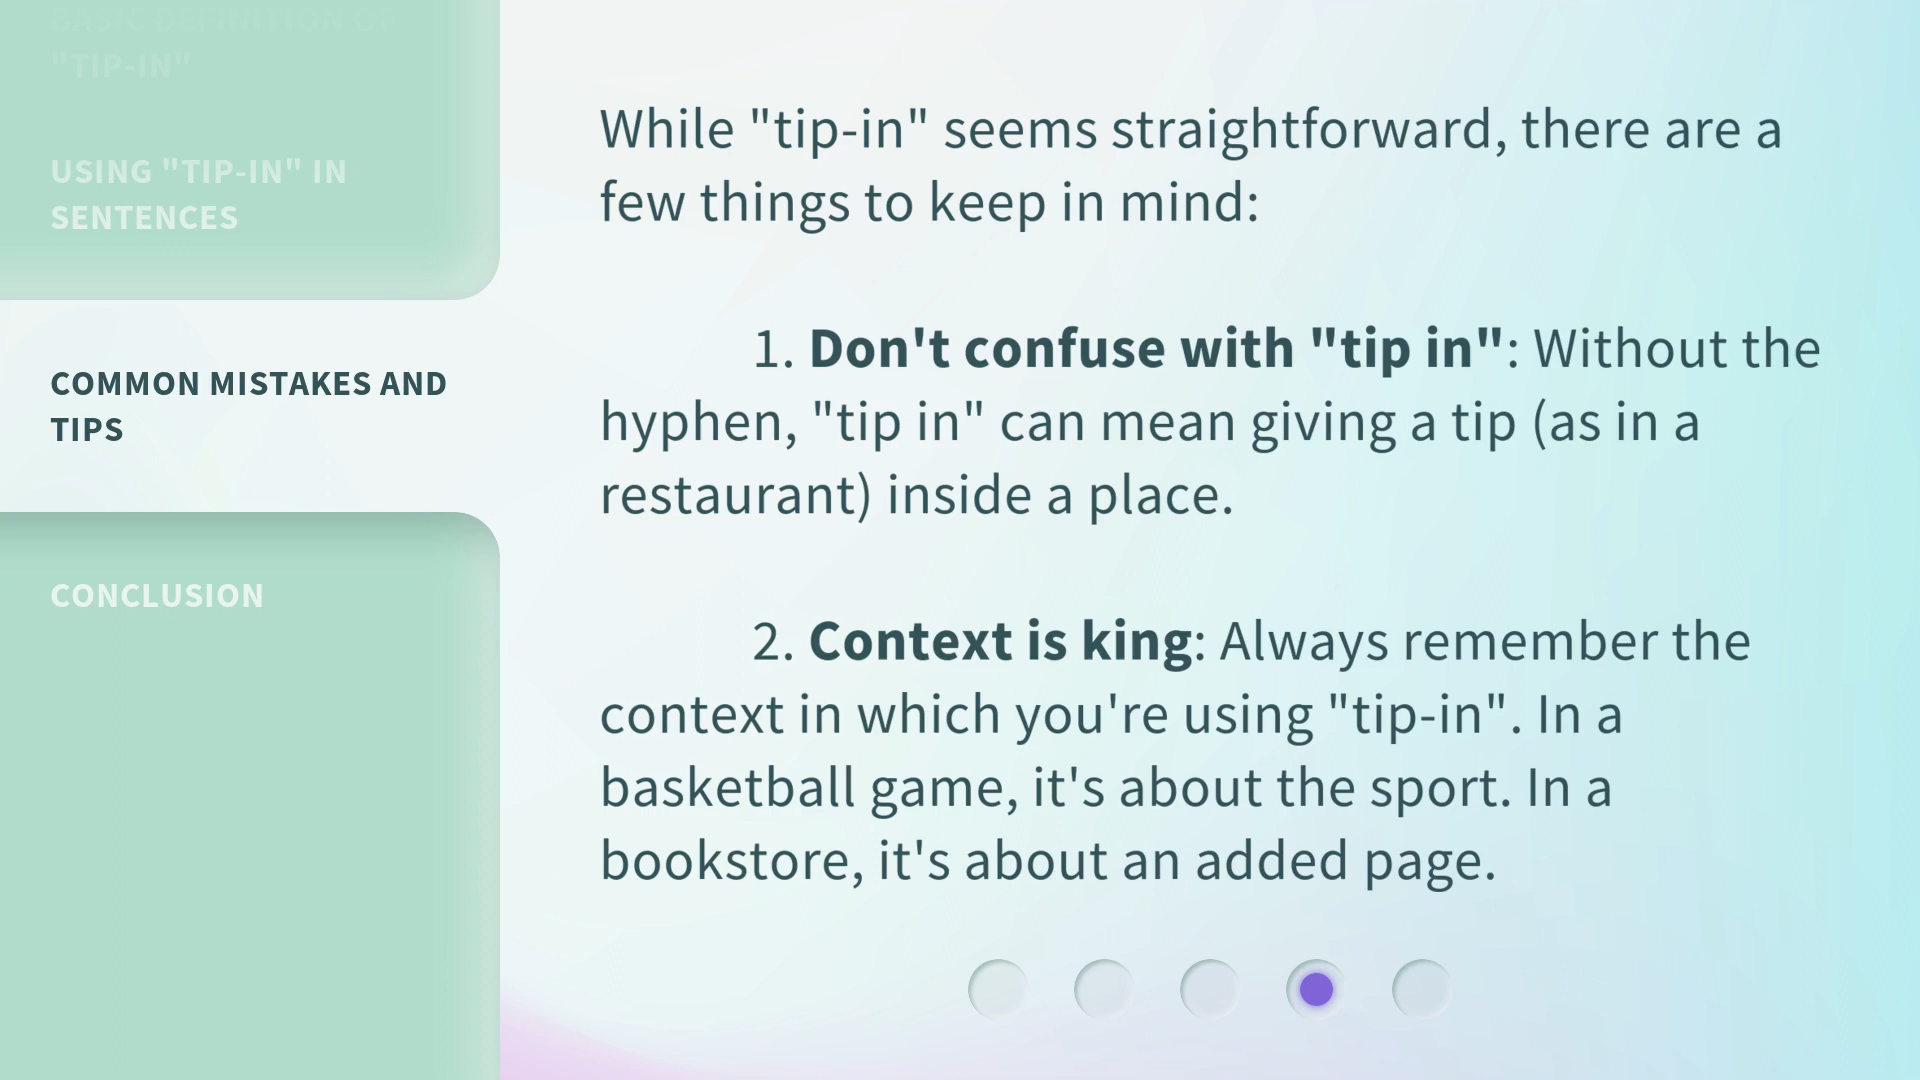 BASIC DEFINITION OF
"TIP-IN"
USING "TIP-IN" IN
SENTENCES
COMMON MISTAKES AND
TIPS
CONCLUSION
While "tip-in" seems straightforward, there are a
few things to keep in mind:
1. Don't confuse with "tip in": Without the
hyphen, "tip in" can mean giving a tip (as in a
restaurant) inside a place.
2. Context is king: Always remember the
context in which you're using "tip-in". In a
basketball game, it's about the sport. In a
bookstore, it's about an added page.